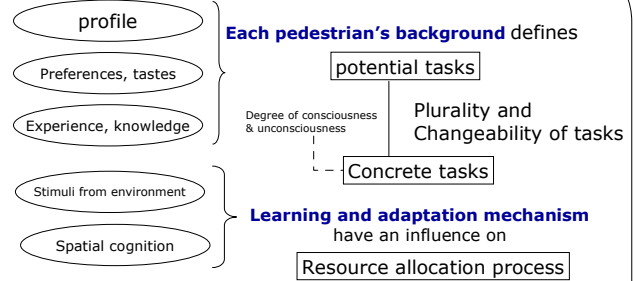 profile
Preferences, tastes
Experience, knowledge
Each pedestrian's background defines
potential tasks
Degree of consciousness
& unconsciousness
Plurality and
Changeability of tasks
Concrete tasks
Stimuli from environment
Spatial cognition
Learning and adaptation mechanism
have an influence on
Resource allocation process